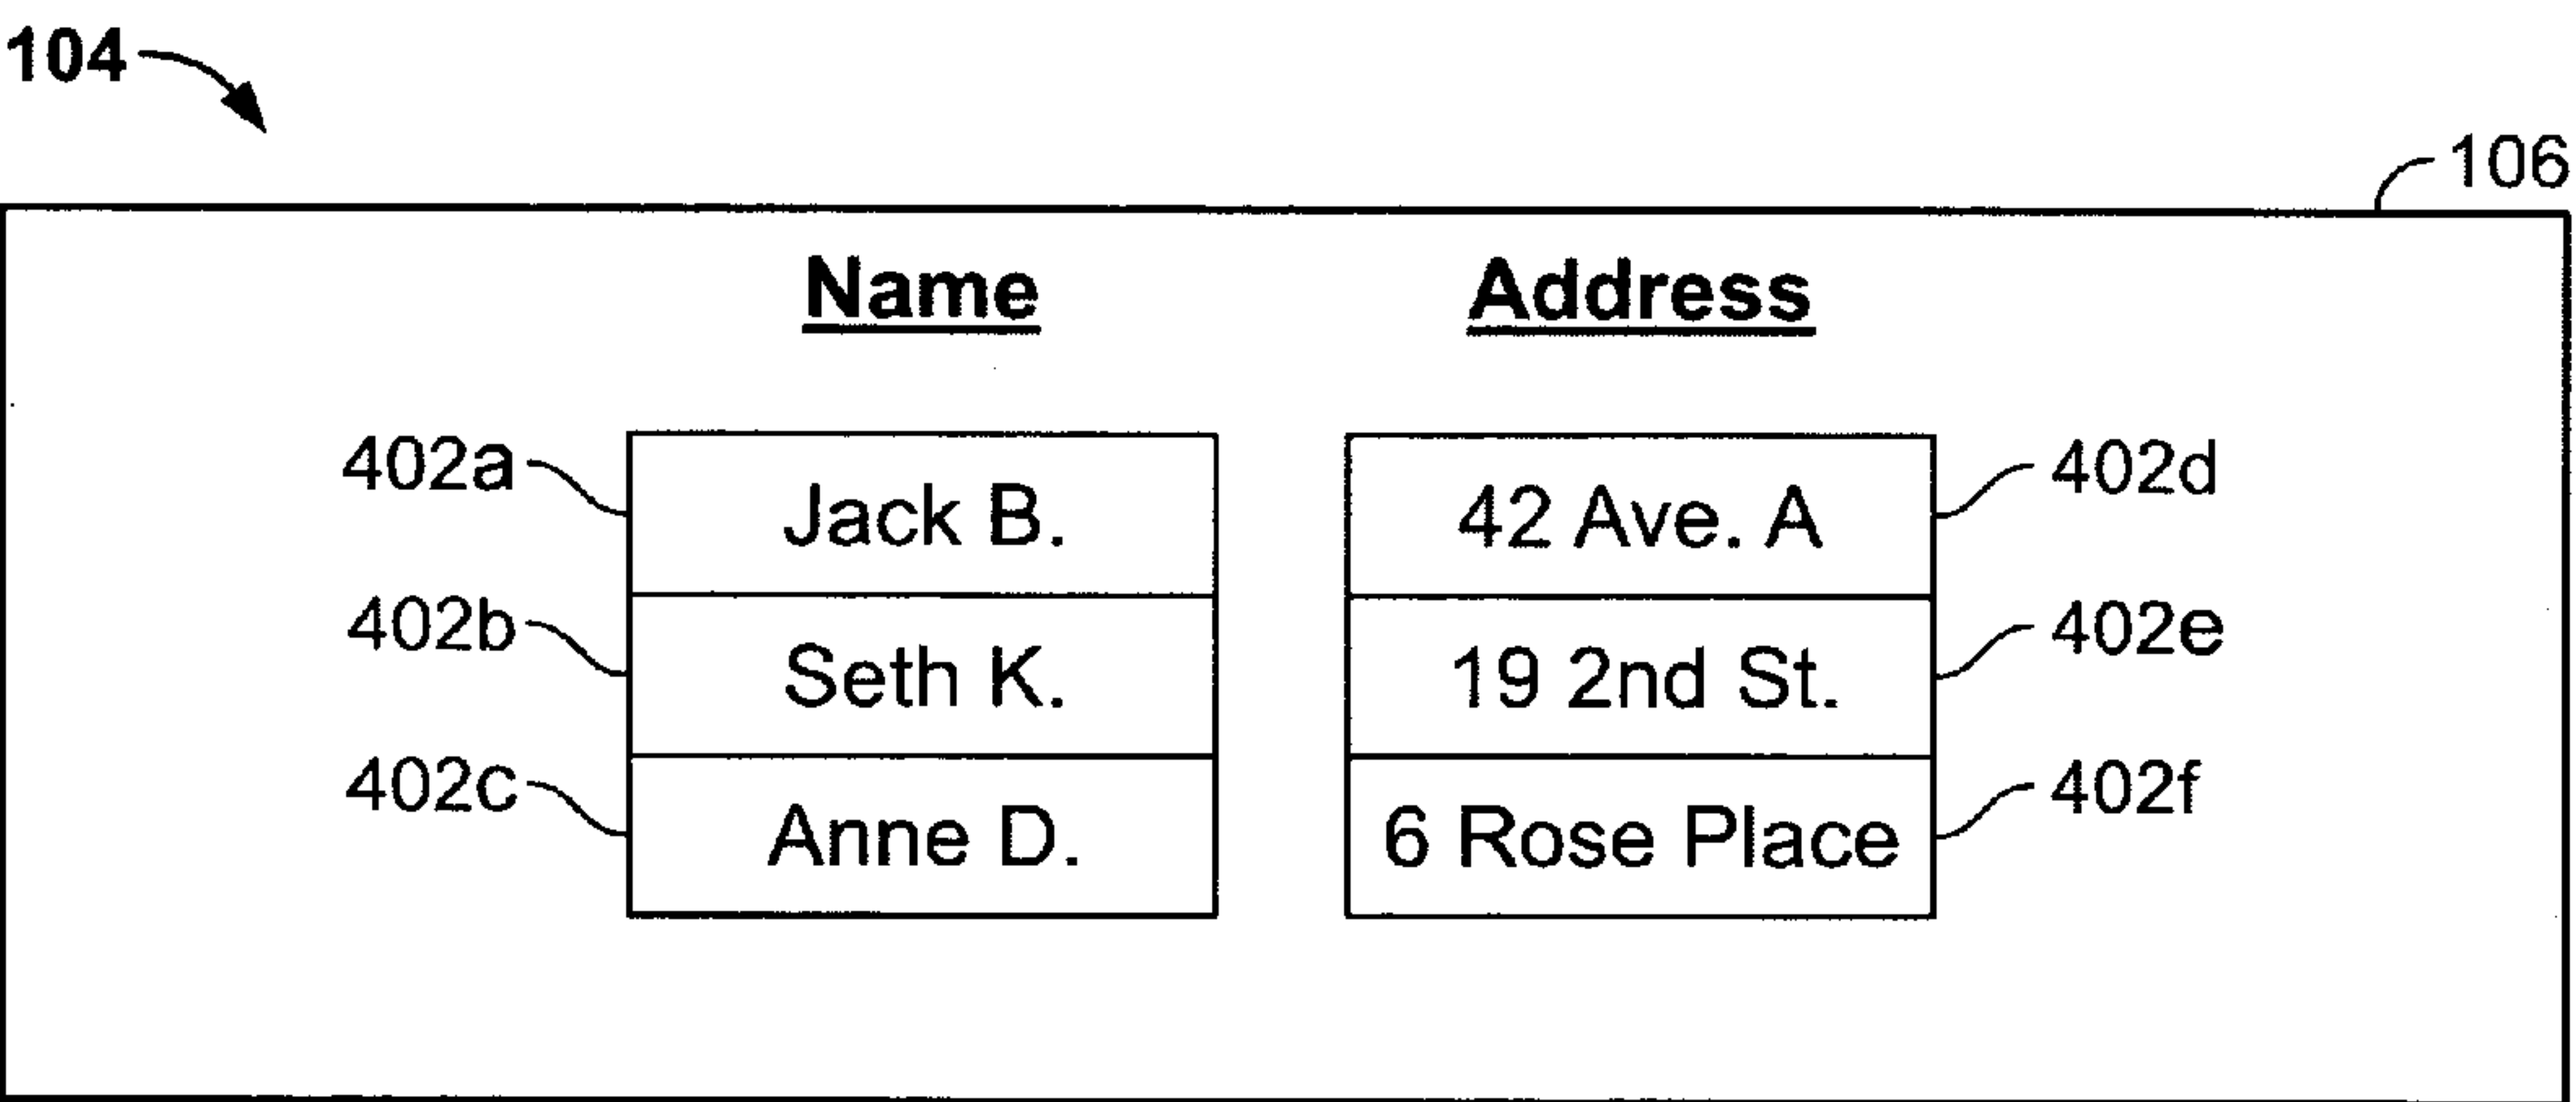 104
106
Name Address
402a Jack B. 42 Ave. A 402d
402b Seth K. 19 2nd St. 402e
402c Anne D. 6 Rose Place 402f